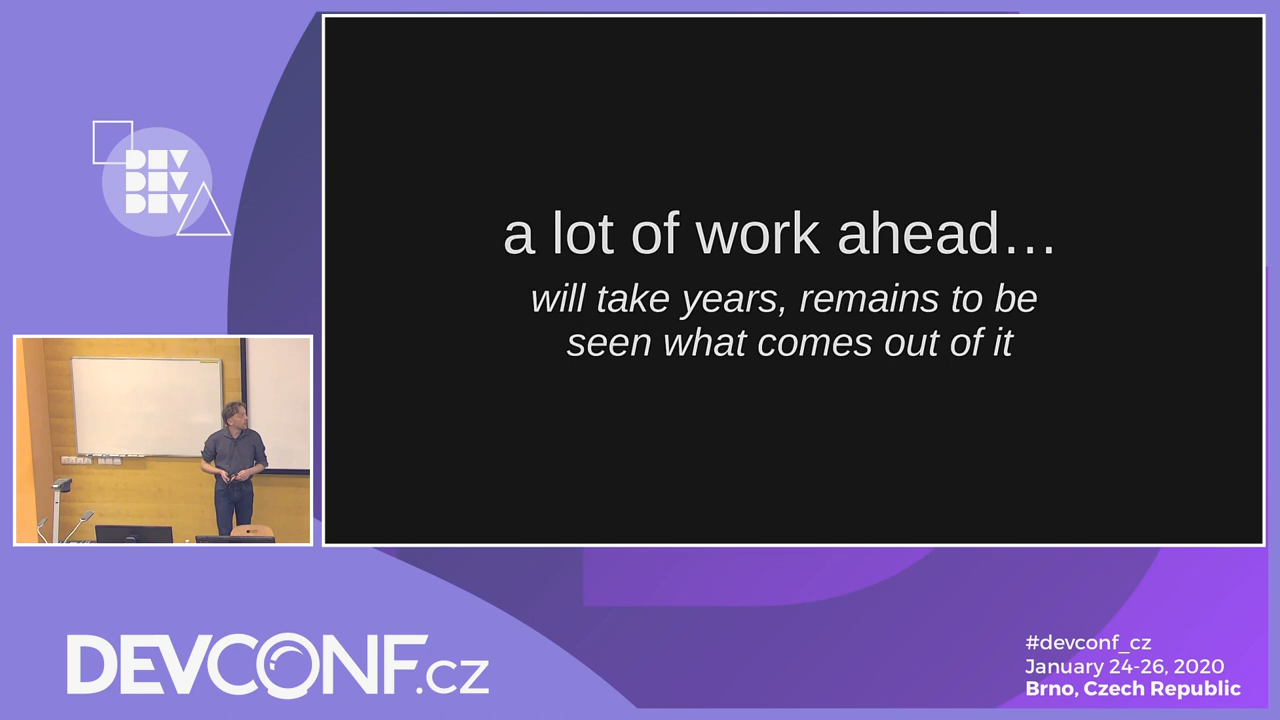 DEV
DEV
DEV
a lot of work ahead…
will take years, remains to be
seen what comes out of it
DEVCONF.cz
#devconf_cz
January 24-26, 2020
Brno, Czech Republic